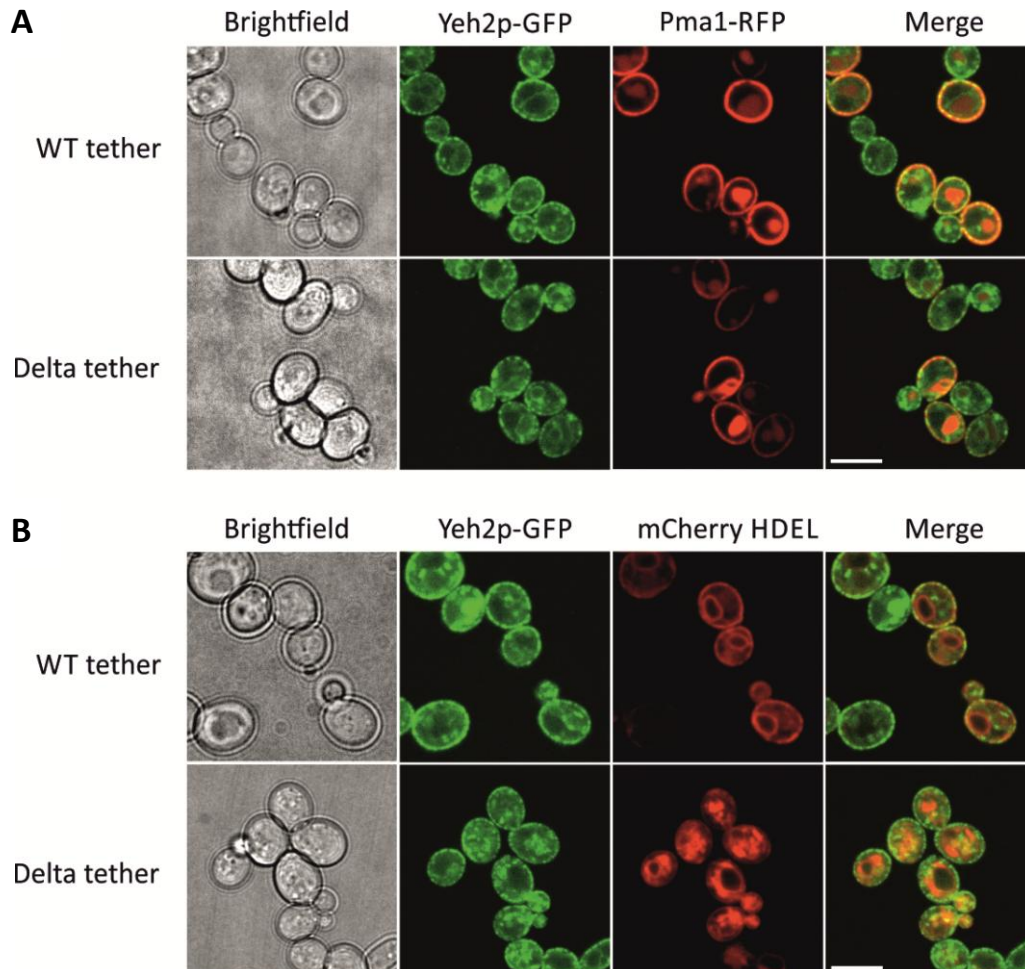 A
Brightfield Yeh2p-GFP Pma1-RFP Merge
WT tether
Delta tether
B
Brightfield Yeh2p-GFP mCherry HDEL Merge
WT tether
Delta tether